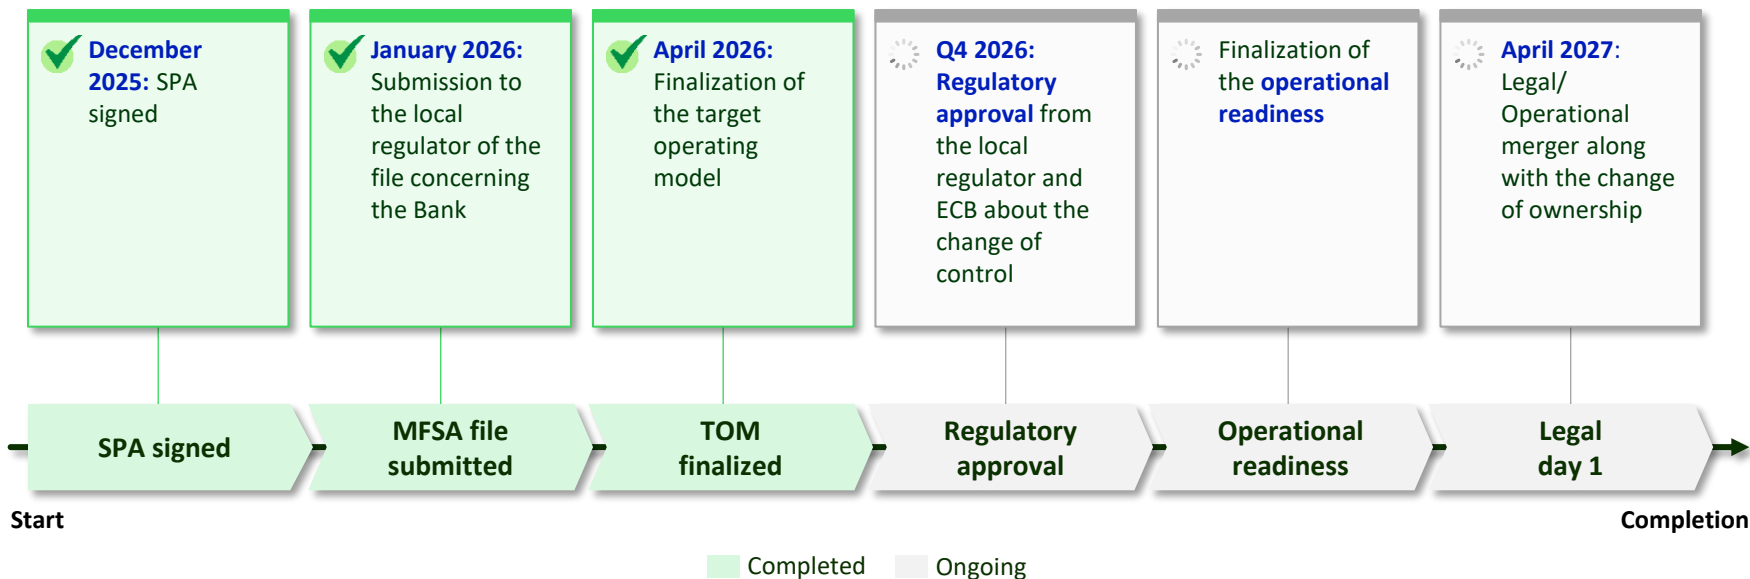 December
2025: SPA
signed
January 2026:
Submission to
the local
regulator of the
file concerning
the Bank
April 2026:
Finalization of
the target
operating
model
Q4 2026:
Regulatory
approval from
the local
regulator and
ECB about the
change of
control
Finalization of
the operational
readiness
April 2027:
Legal/
Operational
merger along
with the change
of ownership
SPA signed
MFSA file
submitted
TOM
finalized
Regulatory
approval
Operational
readiness
Legal
day 1
Start
Completion
Completed
Ongoing